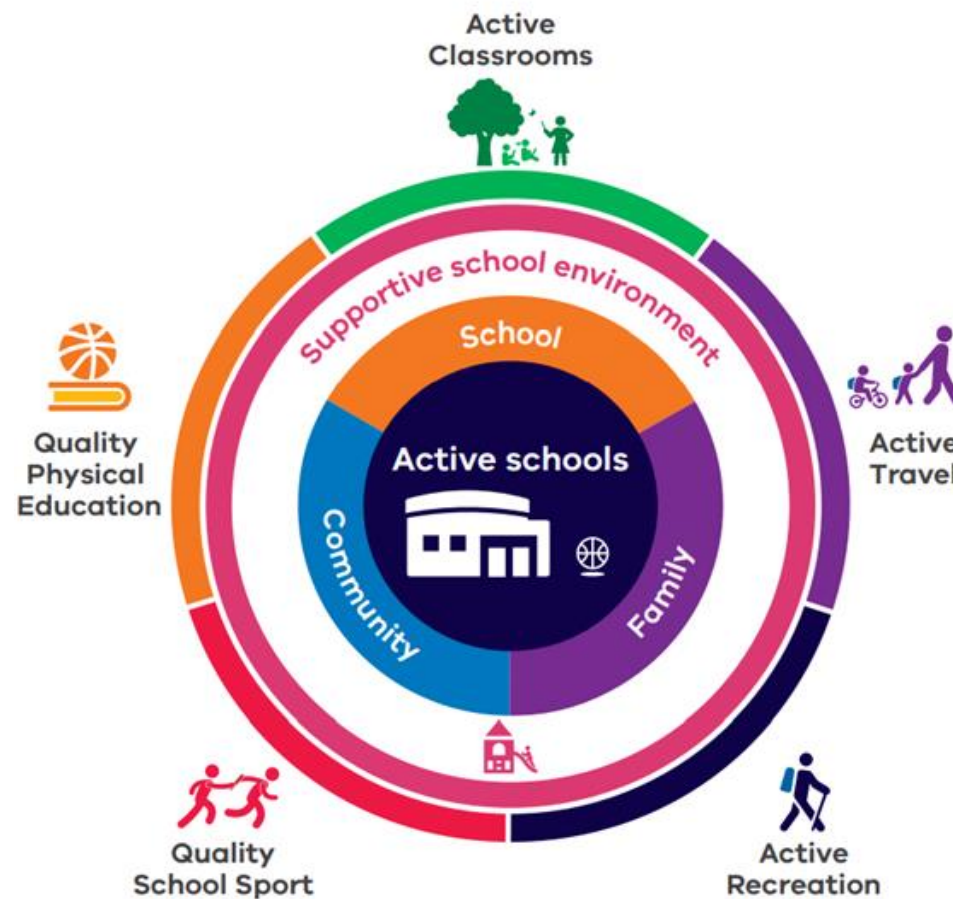 Active
Classrooms
Supportive school environment
School
Quality
Physical
Education
Active schools
Active
Travel
Community
Family
Quality
School Sport
Active
Recreation